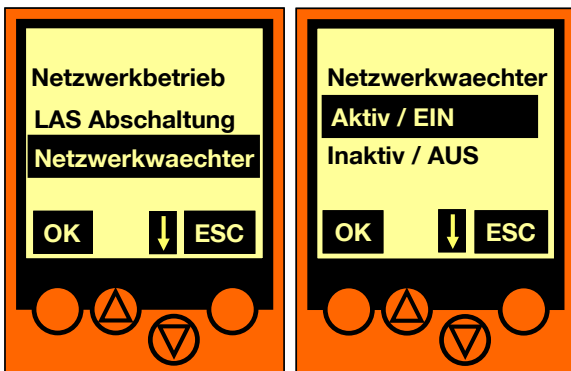 Netzwerkbetrieb
LAS Abschaltung
Netzwerkwaechter
OK ↓ ESC
Netzwerkwaechter
Aktiv / EIN
Inaktiv / AUS
OK ↓ ESC